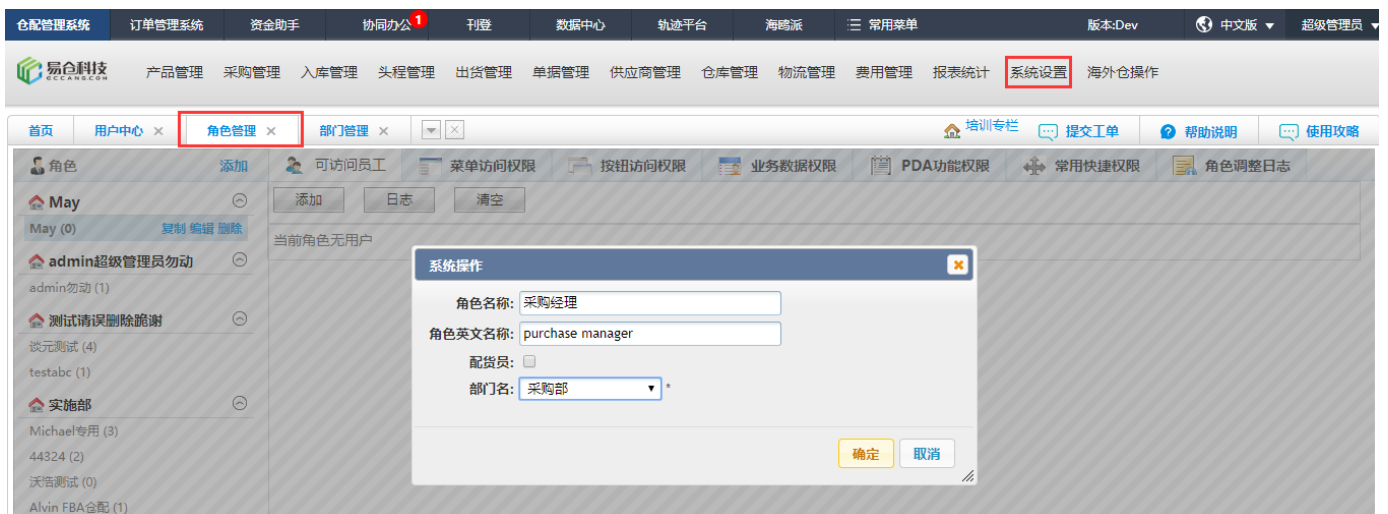 仓配管理系统 订单管理系统 资金助手 协同办公 1 刊登 数据中心 轨迹平台 海鸥派 三 常用菜单 版本:Dev 中文版 ▼ 超级管理员 ▼
易仓科技 ECCANG.COM 产品管理 采购管理 入库管理 头程管理 出货管理 单据管理 供应商管理 仓库管理 物流管理 费用管理 报表统计 系统设置 海外仓操作
首页 用户中心 × 角色管理 × 部门管理 × 培训专栏 提交工单 帮助说明 使用攻略
角色 添加 可访问员工 菜单访问权限 按钮访问权限 业务数据权限 PDA功能权限 常用快捷权限 角色调整日志
May 添加 日志 清空
May (0) 复制 编辑 删除
当前角色无用户
admin超级管理员勿动 系统操作
admin勿动 (1)
角色名称: 采购经理
测试请误删除跪谢 角色英文名称: purchase manager
谈元测试 (4)
配货员:
testabc (1)
部门名: 采购部 ▼ *
实施部
Michael专用 (3)
44324 (2) 确定 取消
沃浩测试 (0)
Alvin FBA仓配 (1)